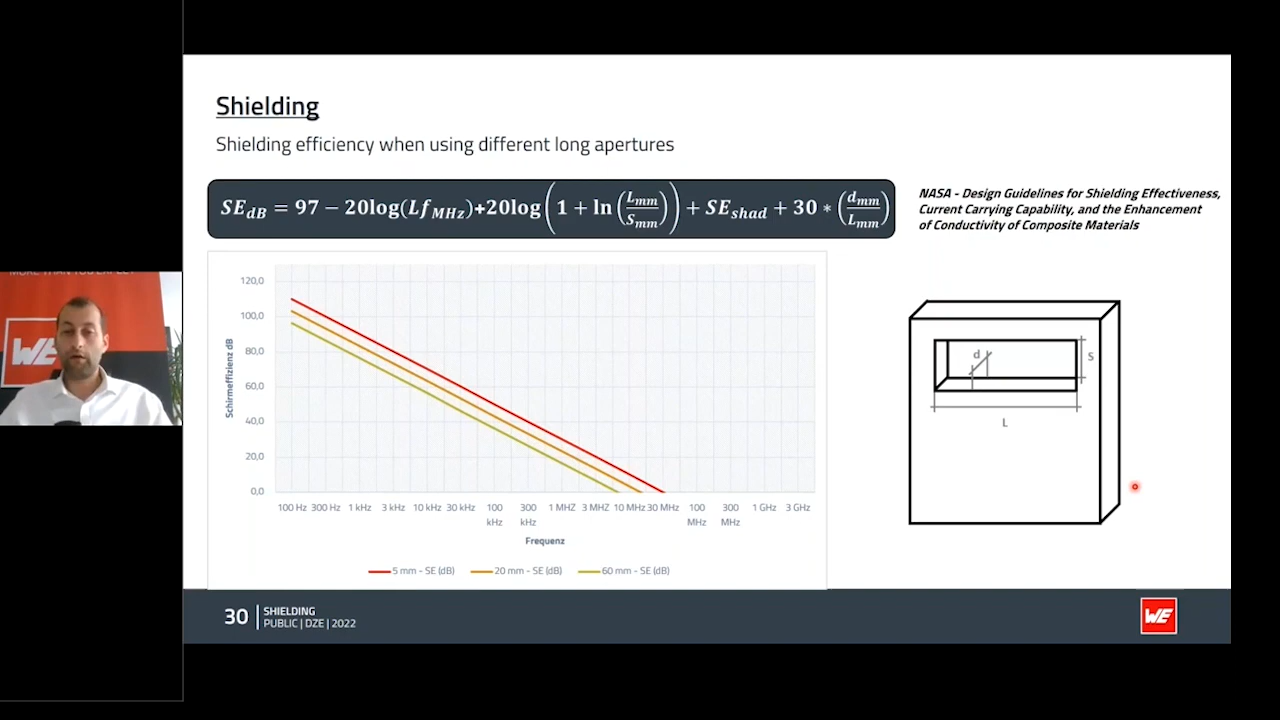 Shielding
Shielding efficiency when using different long apertures
SE_dB = 97 − 20log(Lf_MHz)+20log(1 + ln(L_mm/S_mm)) + SE_shad + 30 * (d_mm/L_mm)
NASA - Design Guidelines for Shielding Effectiveness,
Current Carrying Capability, and the Enhancement
of Conductivity of Composite Materials
120,0
100,0
80,0
60,0
40,0
20,0
0,0
Schirmeffizienz dB
100 Hz 300 Hz 1 kHz 3 kHz 10 kHz 30 kHz 100 kHz 300 kHz 1 MHZ 3 MHZ 10 MHz 30 MHz 100 MHz 300 MHz 1 GHz 3 GHz
Frequenz
5 mm - SE (dB) 20 mm - SE (dB) 60 mm - SE (dB)
d
S
L
MORE THAN YOU EXPECT
WE
30
SHIELDING
PUBLIC | DZE | 2022
WE